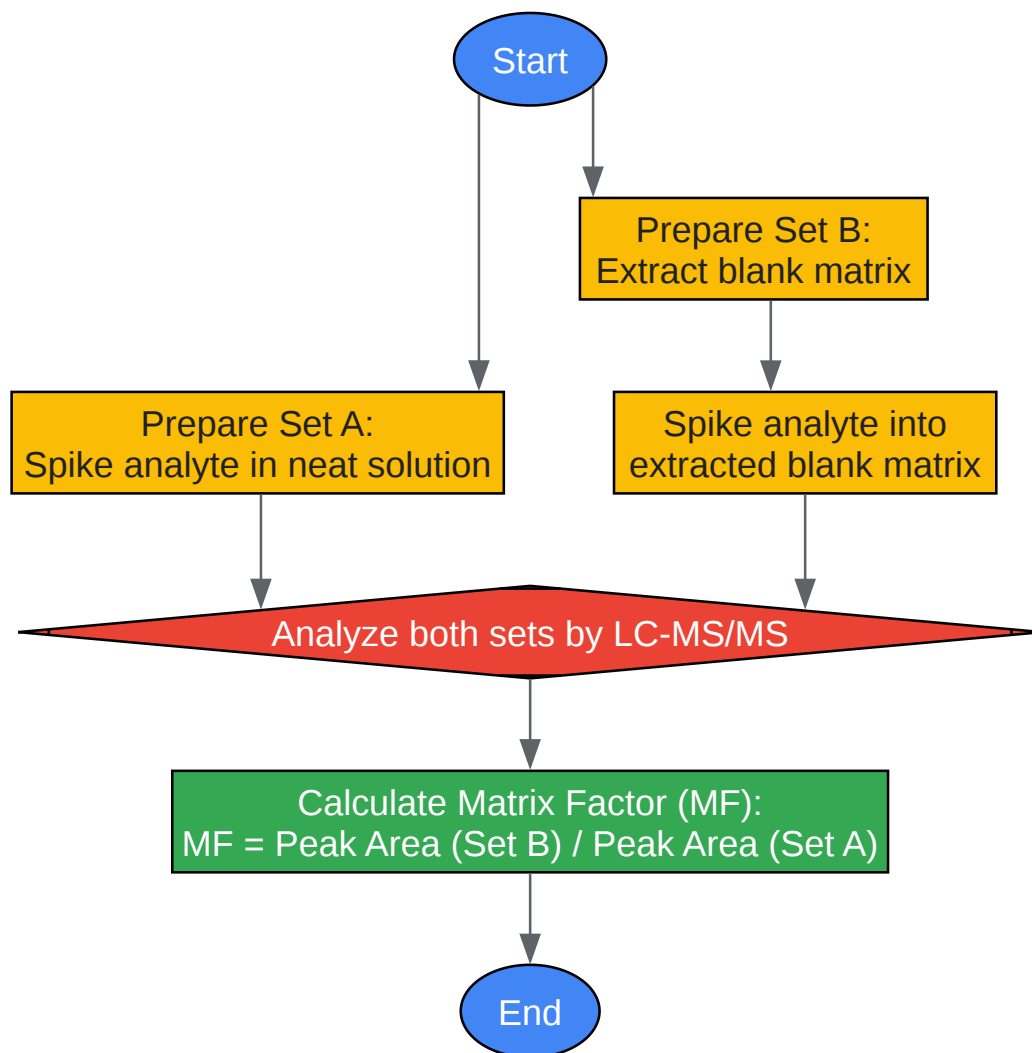 Start
Prepare Set B:
Extract blank matrix
Prepare Set A:
Spike analyte in neat solution
Spike analyte into
extracted blank matrix
Analyze both sets by LC-MS/MS
Calculate Matrix Factor (MF):
MF = Peak Area (Set B) / Peak Area (Set A)
End